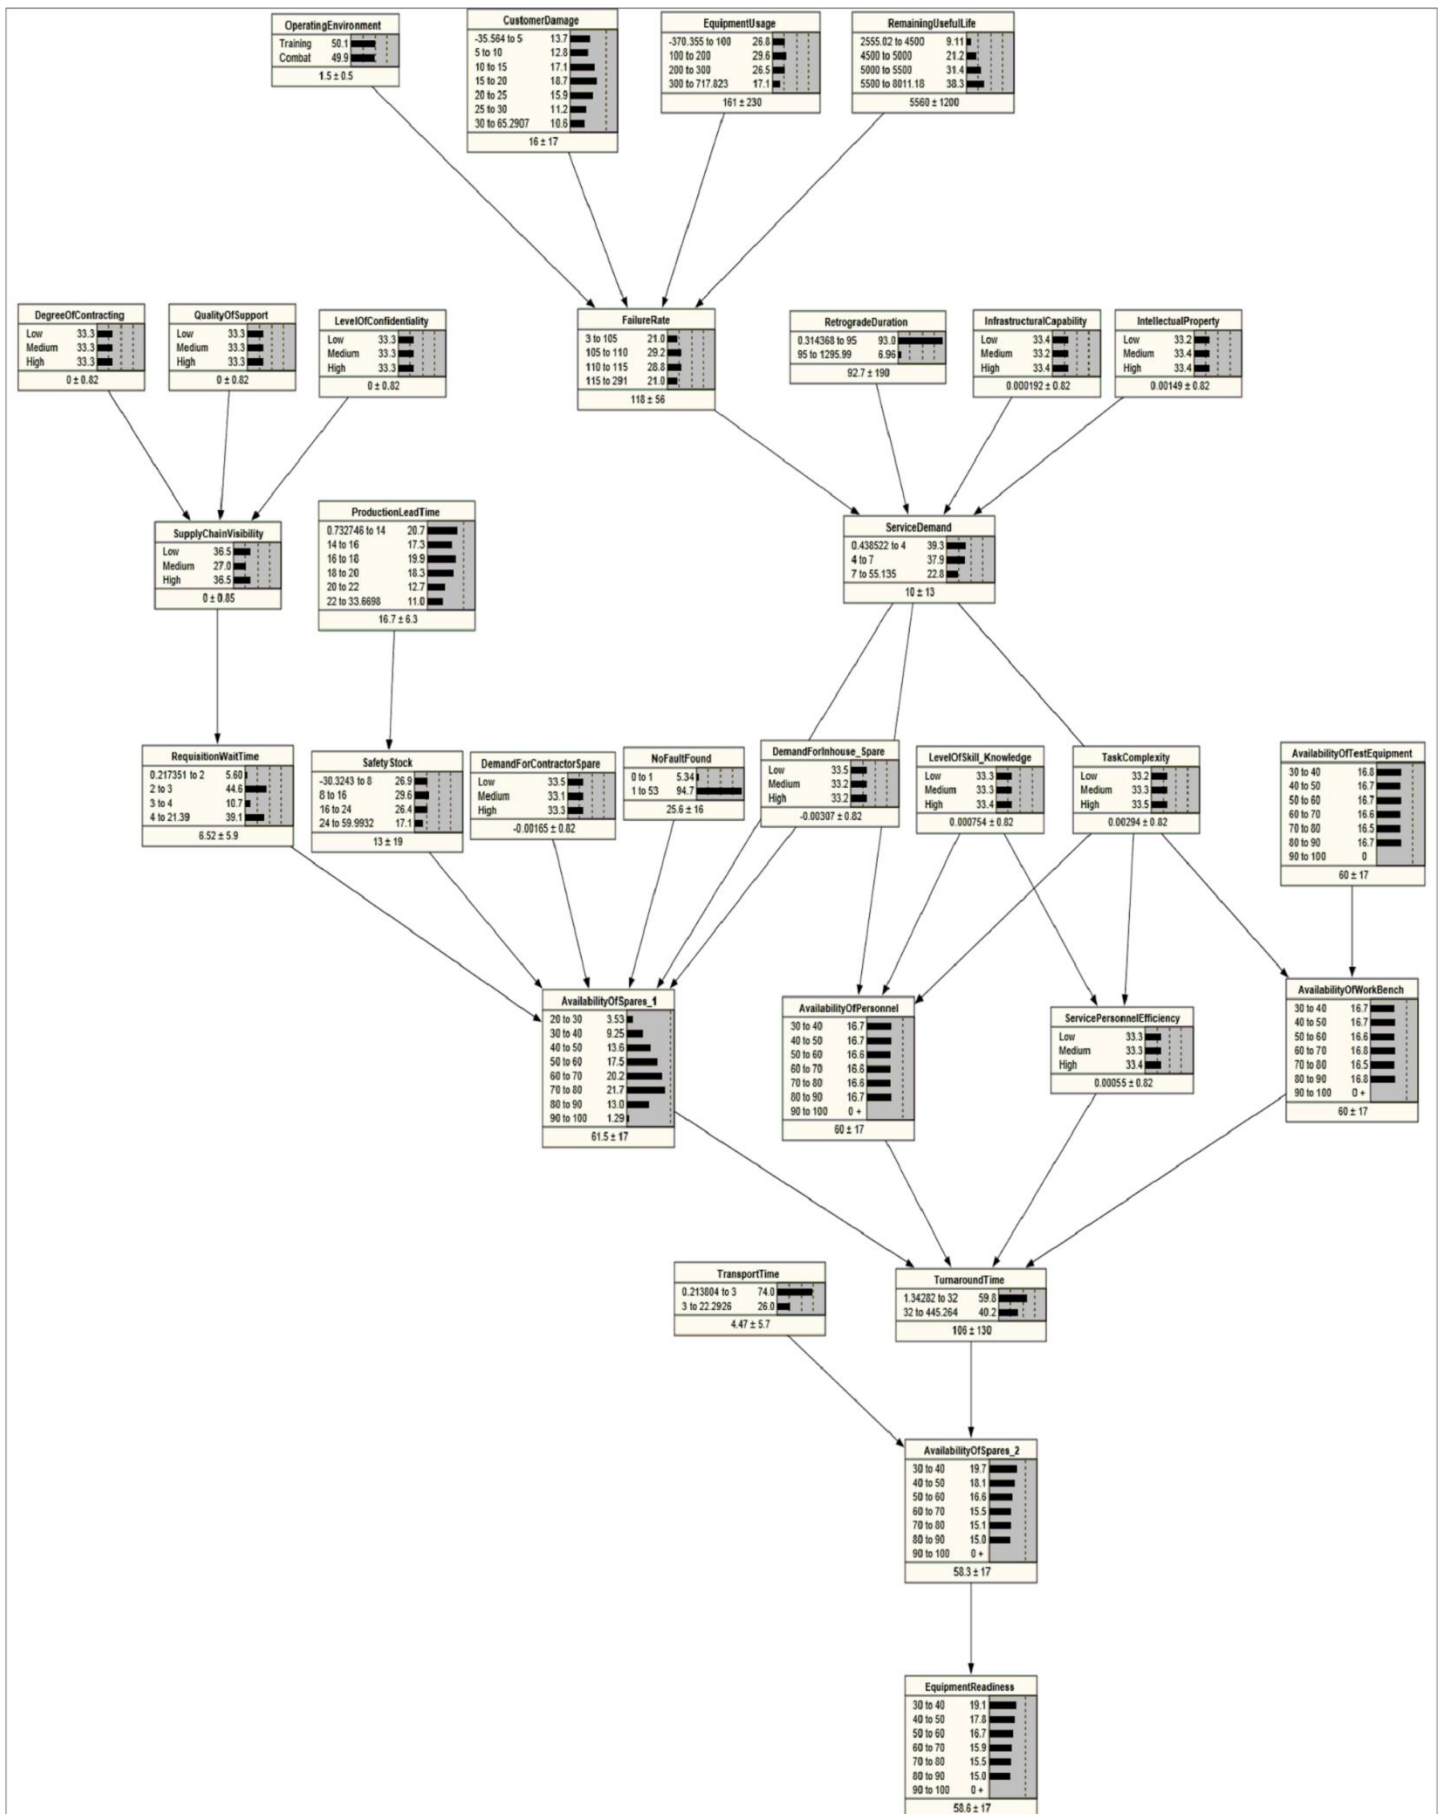 OperatingEnvironment
Training 50.1
Combat 49.9
1.5 ± 0.5
CustomerDamage
-35.564 to 5 13.7
5 to 10 12.8
10 to 15 17.1
15 to 20 18.7
20 to 25 15.9
25 to 30 11.2
30 to 65.2907 10.6
16 ± 17
EquipmentUsage
-370.355 to 100 26.8
100 to 200 29.6
200 to 300 26.5
300 to 717.823 17.1
161 ± 230
RemainingUsefulLife
2555.02 to 4500 9.11
4500 to 5000 21.2
5000 to 5500 31.4
5500 to 8011.18 38.3
5560 ± 1200
DegreeOfContracting
Low 33.3
Medium 33.3
High 33.3
0 ± 0.82
QualityOfSupport
Low 33.3
Medium 33.3
High 33.3
0 ± 0.82
LevelOfConfidentiality
Low 33.3
Medium 33.3
High 33.3
0 ± 0.82
FailureRate
3 to 105 21.0
105 to 110 29.2
110 to 115 28.8
115 to 291 21.0
118 ± 56
RetrogradeDuration
0.314368 to 95 93.0
95 to 1295.99 6.96
92.7 ± 190
InfrastructuralCapability
Low 33.4
Medium 33.2
High 33.4
0.000192 ± 0.82
IntellectualProperty
Low 33.2
Medium 33.4
High 33.4
0.00149 ± 0.82
SupplyChainVisibility
Low 36.5
Medium 27.0
High 36.5
0 ± 0.85
ProductionLeadTime
0.732746 to 14 20.7
14 to 16 17.3
16 to 18 19.9
18 to 20 18.3
20 to 22 12.7
22 to 33.6698 11.0
16.7 ± 6.3
ServiceDemand
0.438522 to 4 39.3
4 to 7 37.9
7 to 55.135 22.8
10 ± 13
RequisitionWaitTime
0.217351 to 2 5.60
2 to 3 44.6
3 to 4 10.7
4 to 21.39 39.1
6.52 ± 5.9
SafetyStock
-30.3243 to 8 26.9
8 to 16 29.6
16 to 24 26.4
24 to 59.9932 17.1
13 ± 19
DemandForContractorSpare
Low 33.5
Medium 33.1
High 33.3
-0.00165 ± 0.82
NoFaultFound
0 to 1 5.34
1 to 53 94.7
25.6 ± 16
DemandForInhouse_Spare
Low 33.5
Medium 33.2
High 33.2
-0.00307 ± 0.82
LevelOfSkill_Knowledge
Low 33.3
Medium 33.3
High 33.4
0.000754 ± 0.82
TaskComplexity
Low 33.2
Medium 33.3
High 33.5
0.00294 ± 0.82
AvailabilityOfTestEquipment
30 to 40 16.8
40 to 50 16.7
50 to 60 16.7
60 to 70 16.6
70 to 80 16.5
80 to 90 16.7
90 to 100 0
60 ± 17
AvailabilityOfSpares_1
20 to 30 3.53
30 to 40 9.25
40 to 50 13.6
50 to 60 17.5
60 to 70 20.2
70 to 80 21.7
80 to 90 13.0
90 to 100 1.29
61.5 ± 17
AvailabilityOfPersonnel
30 to 40 16.7
40 to 50 16.7
50 to 60 16.6
60 to 70 16.6
70 to 80 16.6
80 to 90 16.7
90 to 100 0 +
60 ± 17
ServicePersonnelEfficiency
Low 33.3
Medium 33.3
High 33.4
0.00055 ± 0.82
AvailabilityOfWorkBench
30 to 40 16.7
40 to 50 16.7
50 to 60 16.6
60 to 70 16.8
70 to 80 16.5
80 to 90 16.8
90 to 100 0 +
60 ± 17
TransportTime
0.213804 to 3 74.0
3 to 22.2926 26.0
4.47 ± 5.7
TurnaroundTime
1.34282 to 32 59.8
32 to 445.264 40.2
106 ± 130
AvailabilityOfSpares_2
30 to 40 19.7
40 to 50 18.1
50 to 60 16.6
60 to 70 15.5
70 to 80 15.1
80 to 90 15.0
90 to 100 0 +
58.3 ± 17
EquipmentReadiness
30 to 40 19.1
40 to 50 17.8
50 to 60 16.7
60 to 70 15.9
70 to 80 15.5
80 to 90 15.0
90 to 100 0 +
58.6 ± 17